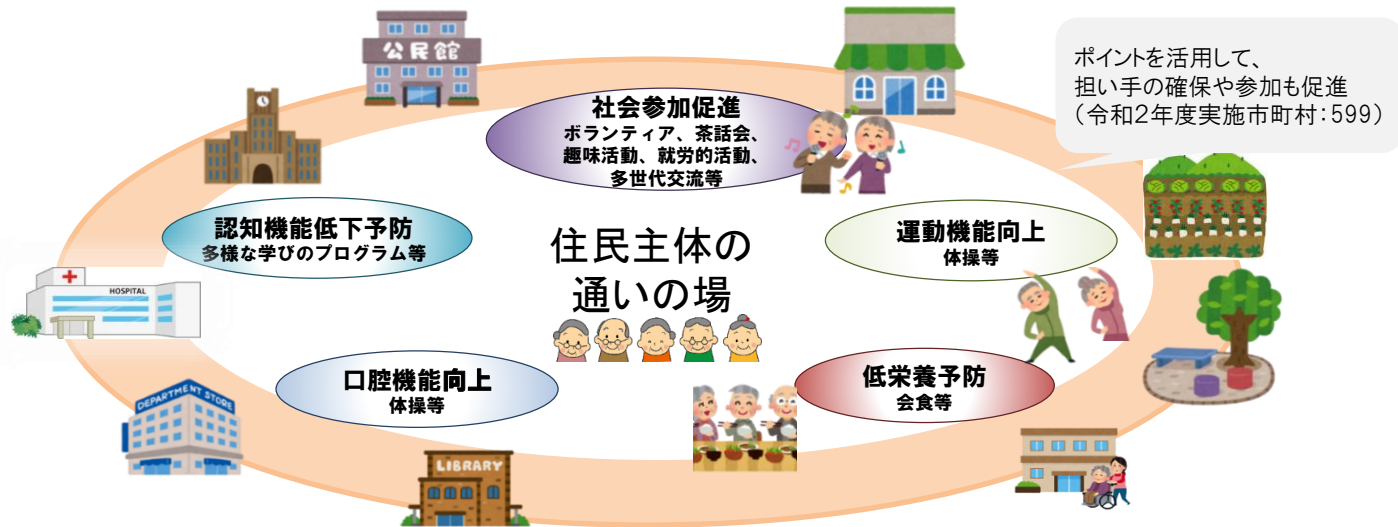 公民館
ポイントを活用して、
担い手の確保や参加も促進
（令和2年度実施市町村：599）
社会参加促進
ボランティア、茶話会、
趣味活動、就労的活動、
多世代交流等
認知機能低下予防
多様な学びのプログラム等
運動機能向上
体操等
住民主体の
通いの場
HOSPITAL
口腔機能向上
体操等
低栄養予防
会食等
DEPARTMENT STORE
LIBRARY